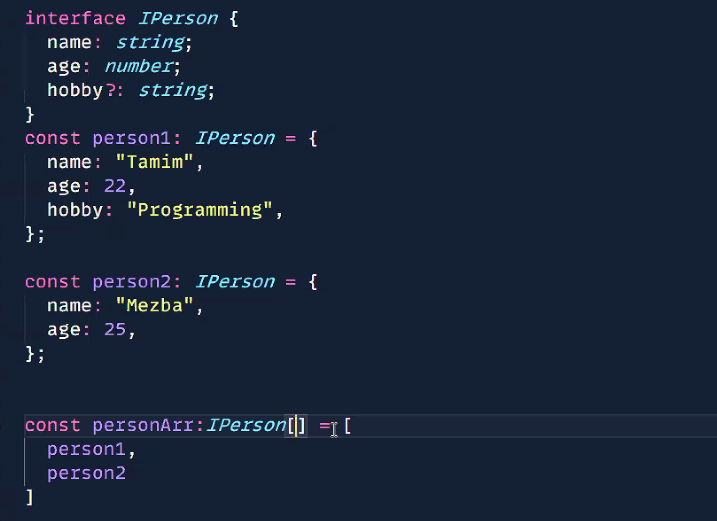 interface IPerson {
  name: string;
  age: number;
  hobby?: string;
}
const person1: IPerson = {
  name: "Tamim",
  age: 22,
  hobby: "Programming",
};

const person2: IPerson = {
  name: "Mezba",
  age: 25,
};

const personArr:IPerson[] = [
  person1,
  person2
]